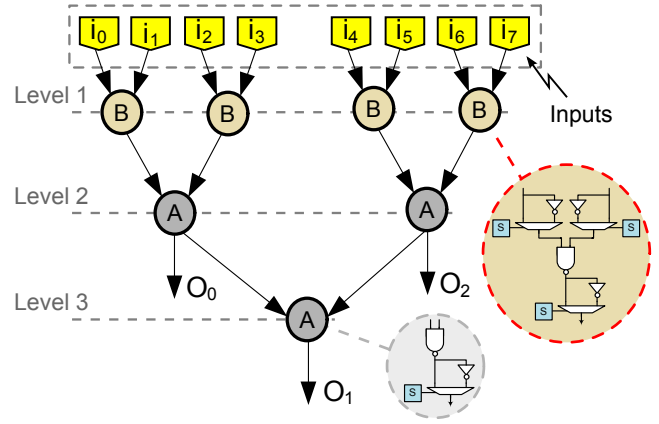 i0 i1 i2 i3 i4 i5 i6 i7
Level 1
B B B B
Inputs
Level 2
A A
S S
O0 O2
S
Level 3
A
S
O1